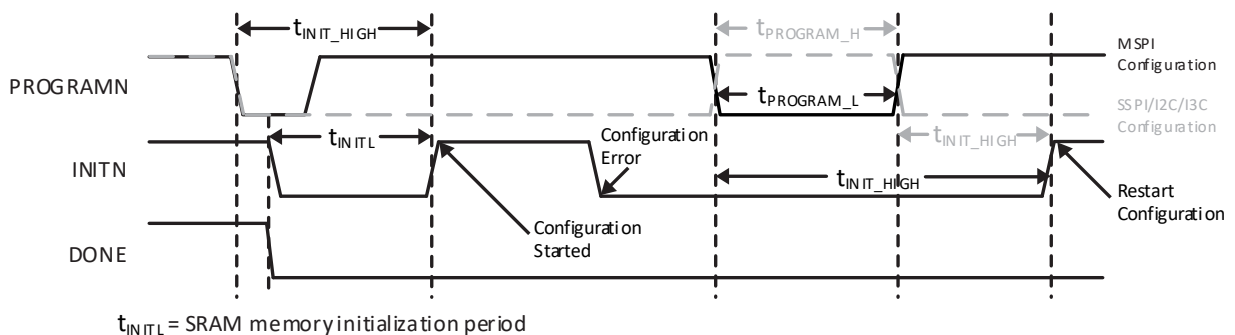 tINIT_HIGH
tPROGRAM_H
MSPI
Configuration
PROGRAMN
tPROGRAM_L
SSPI/I2C/I3C
Configuration
tINITL
Configuration
Error
tINIT_HIGH
INITN
tINIT_HIGH
Restart
Configuration
Configuration
Started
DONE
tINITL = SRAM memory initialization period